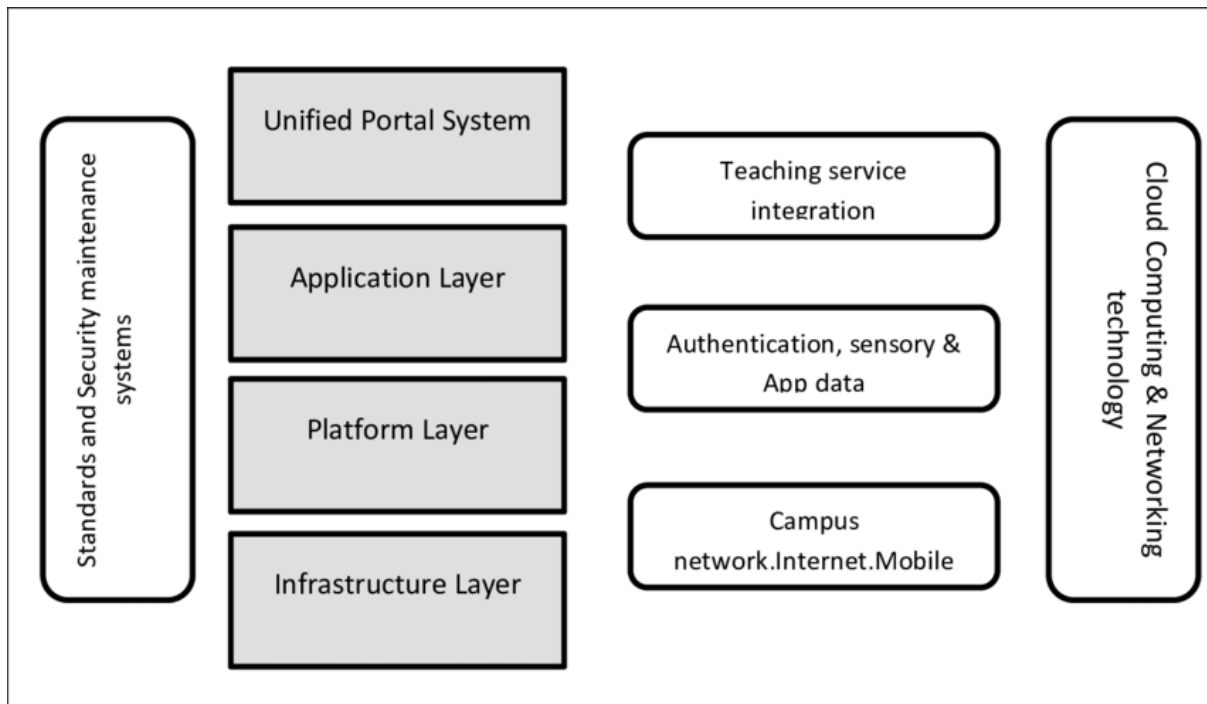 Standards and Security maintenance
systems
Unified Portal System
Application Layer
Platform Layer
Infrastructure Layer
Teaching service
integration
Authentication, sensory &
App data
Campus
network.Internet.Mobile
Cloud Computing & Networking
technology